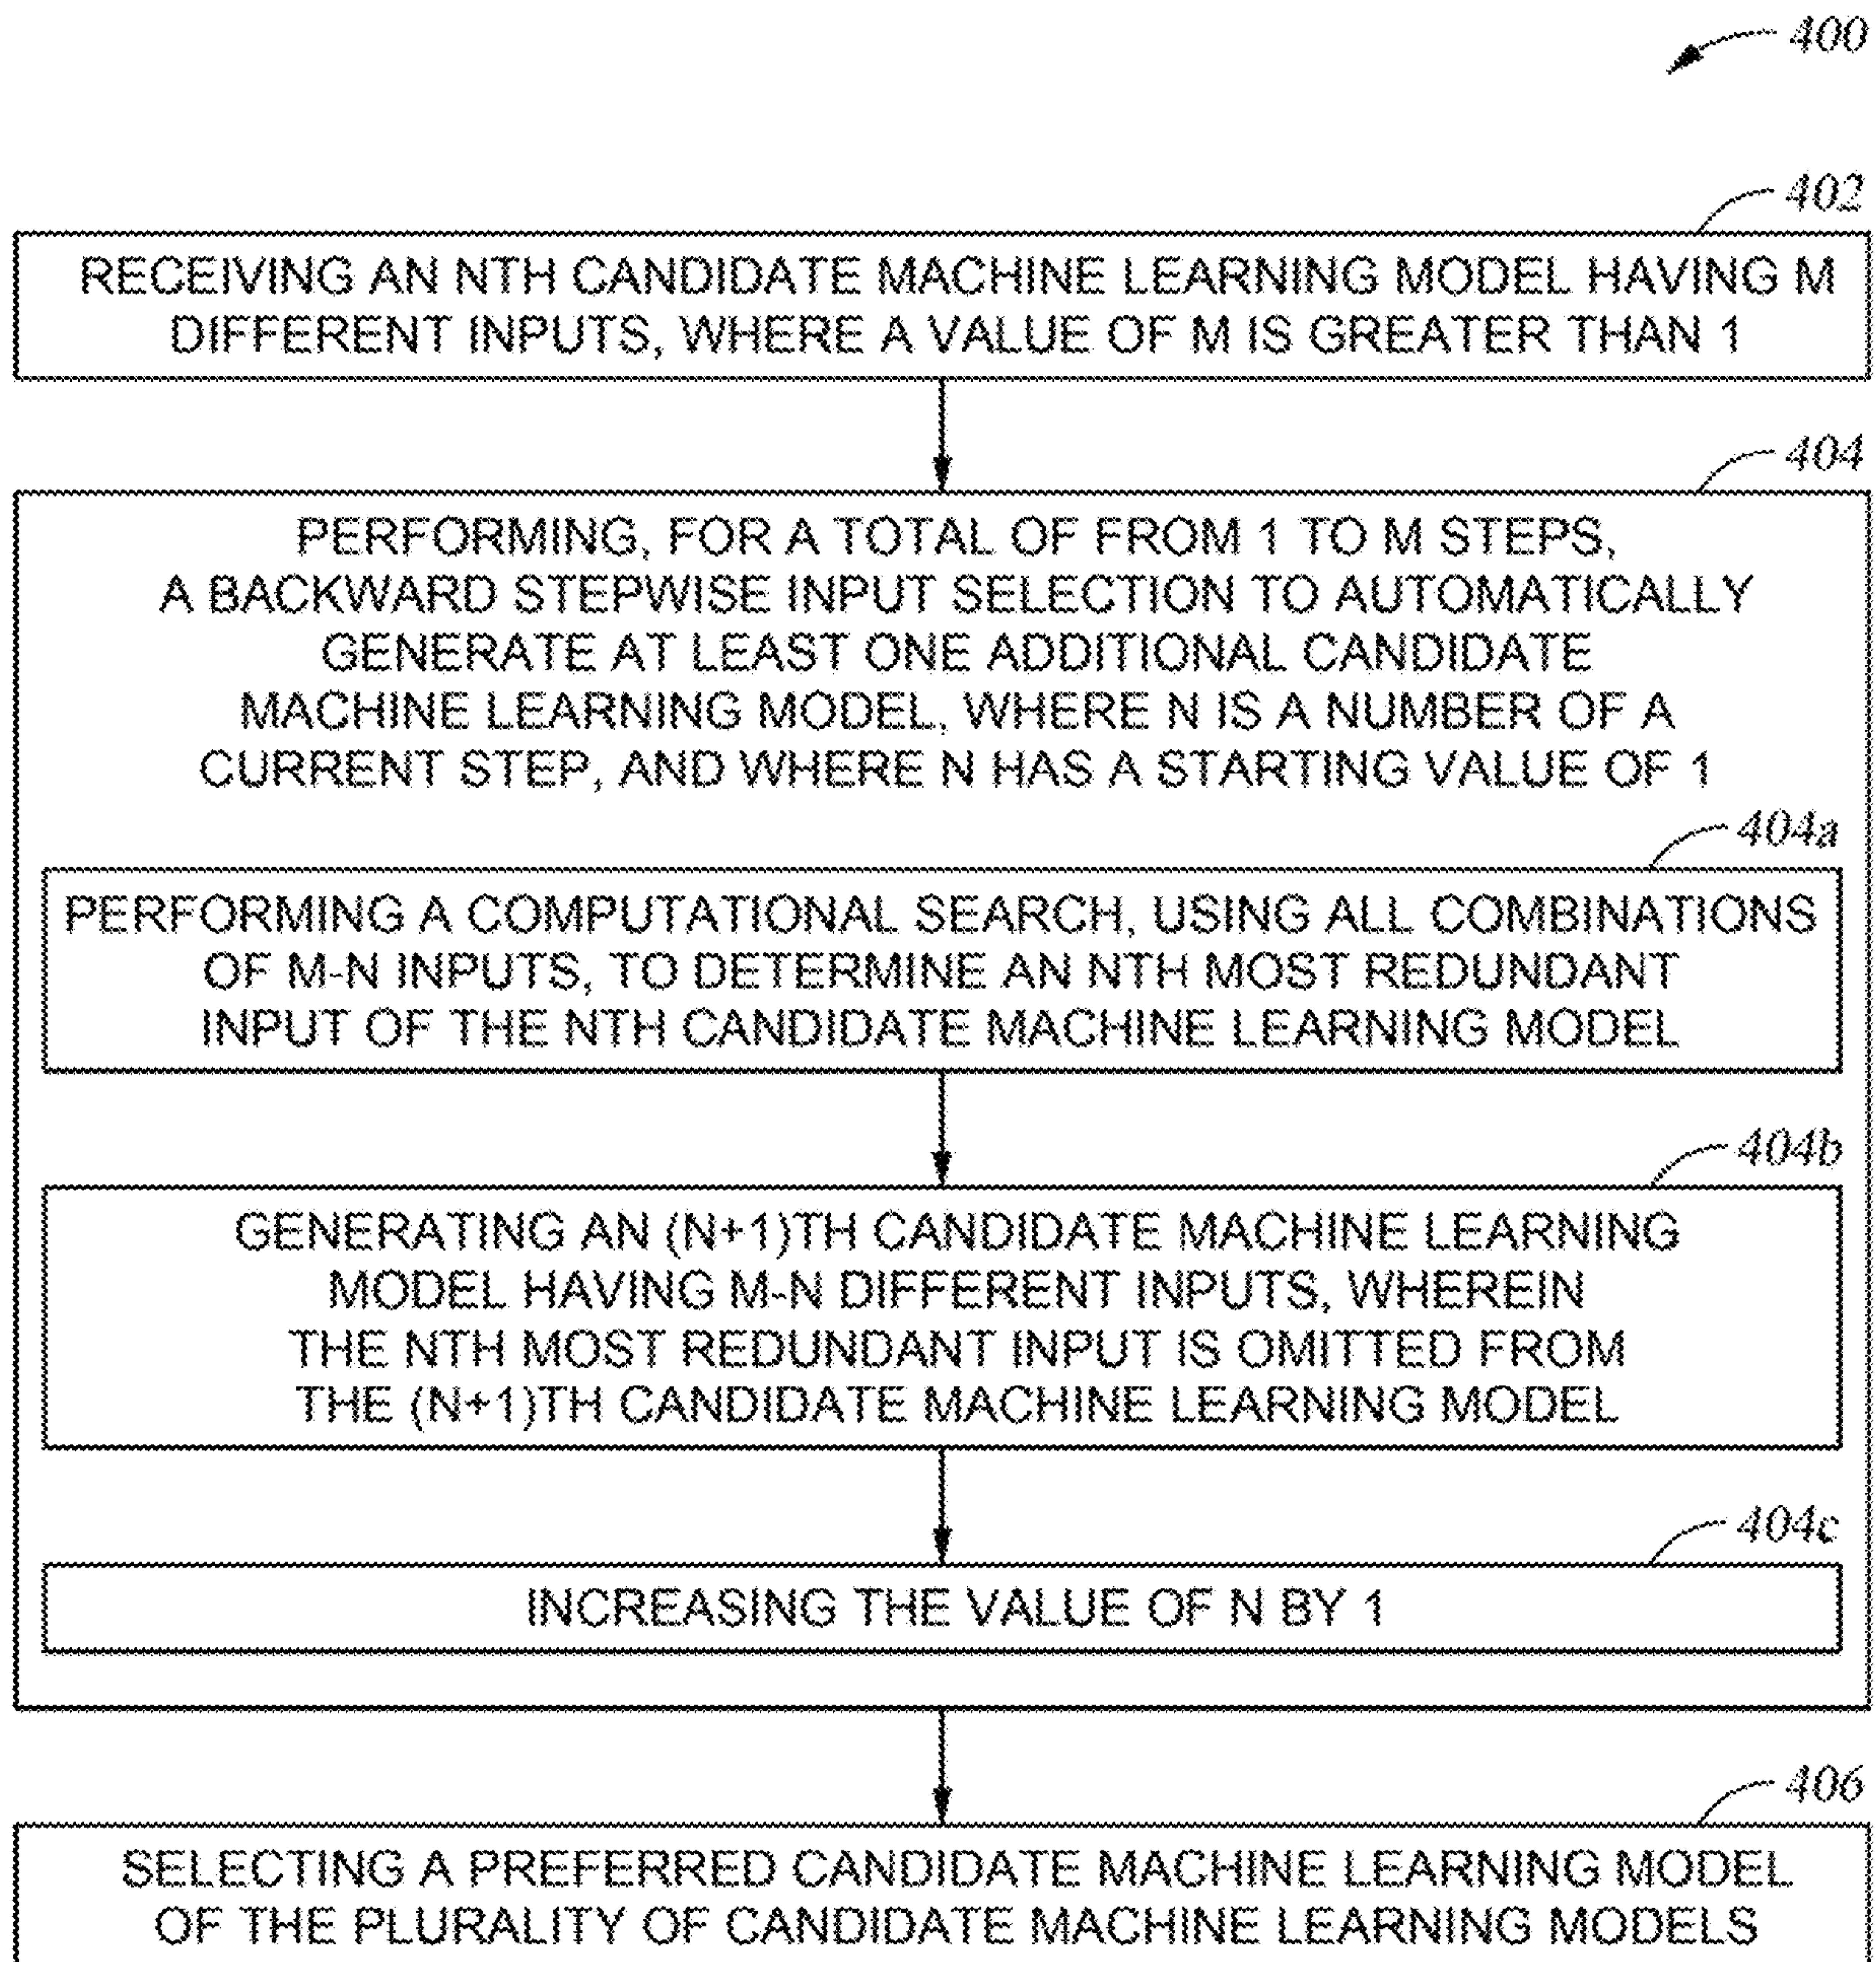 400
402
RECEIVING AN NTH CANDIDATE MACHINE LEARNING MODEL HAVING M
DIFFERENT INPUTS, WHERE A VALUE OF M IS GREATER THAN 1
404
PERFORMING, FOR A TOTAL OF FROM 1 TO M STEPS,
A BACKWARD STEPWISE INPUT SELECTION TO AUTOMATICALLY
GENERATE AT LEAST ONE ADDITIONAL CANDIDATE
MACHINE LEARNING MODEL, WHERE N IS A NUMBER OF A
CURRENT STEP, AND WHERE N HAS A STARTING VALUE OF 1
404a
PERFORMING A COMPUTATIONAL SEARCH, USING ALL COMBINATIONS
OF M-N INPUTS, TO DETERMINE AN NTH MOST REDUNDANT
INPUT OF THE NTH CANDIDATE MACHINE LEARNING MODEL
404b
GENERATING AN (N+1)TH CANDIDATE MACHINE LEARNING
MODEL HAVING M-N DIFFERENT INPUTS, WHEREIN
THE NTH MOST REDUNDANT INPUT IS OMITTED FROM
THE (N+1)TH CANDIDATE MACHINE LEARNING MODEL
404c
INCREASING THE VALUE OF N BY 1
406
SELECTING A PREFERRED CANDIDATE MACHINE LEARNING MODEL
OF THE PLURALITY OF CANDIDATE MACHINE LEARNING MODELS